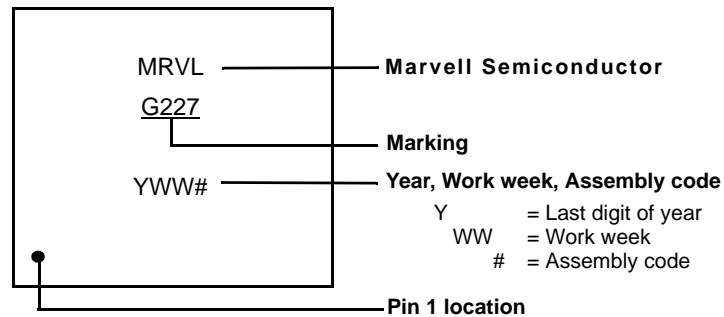 MRVL Marvell Semiconductor
G227
Marking
YWW# Year, Work week, Assembly code
Y = Last digit of year
WW = Work week
# = Assembly code
Pin 1 location